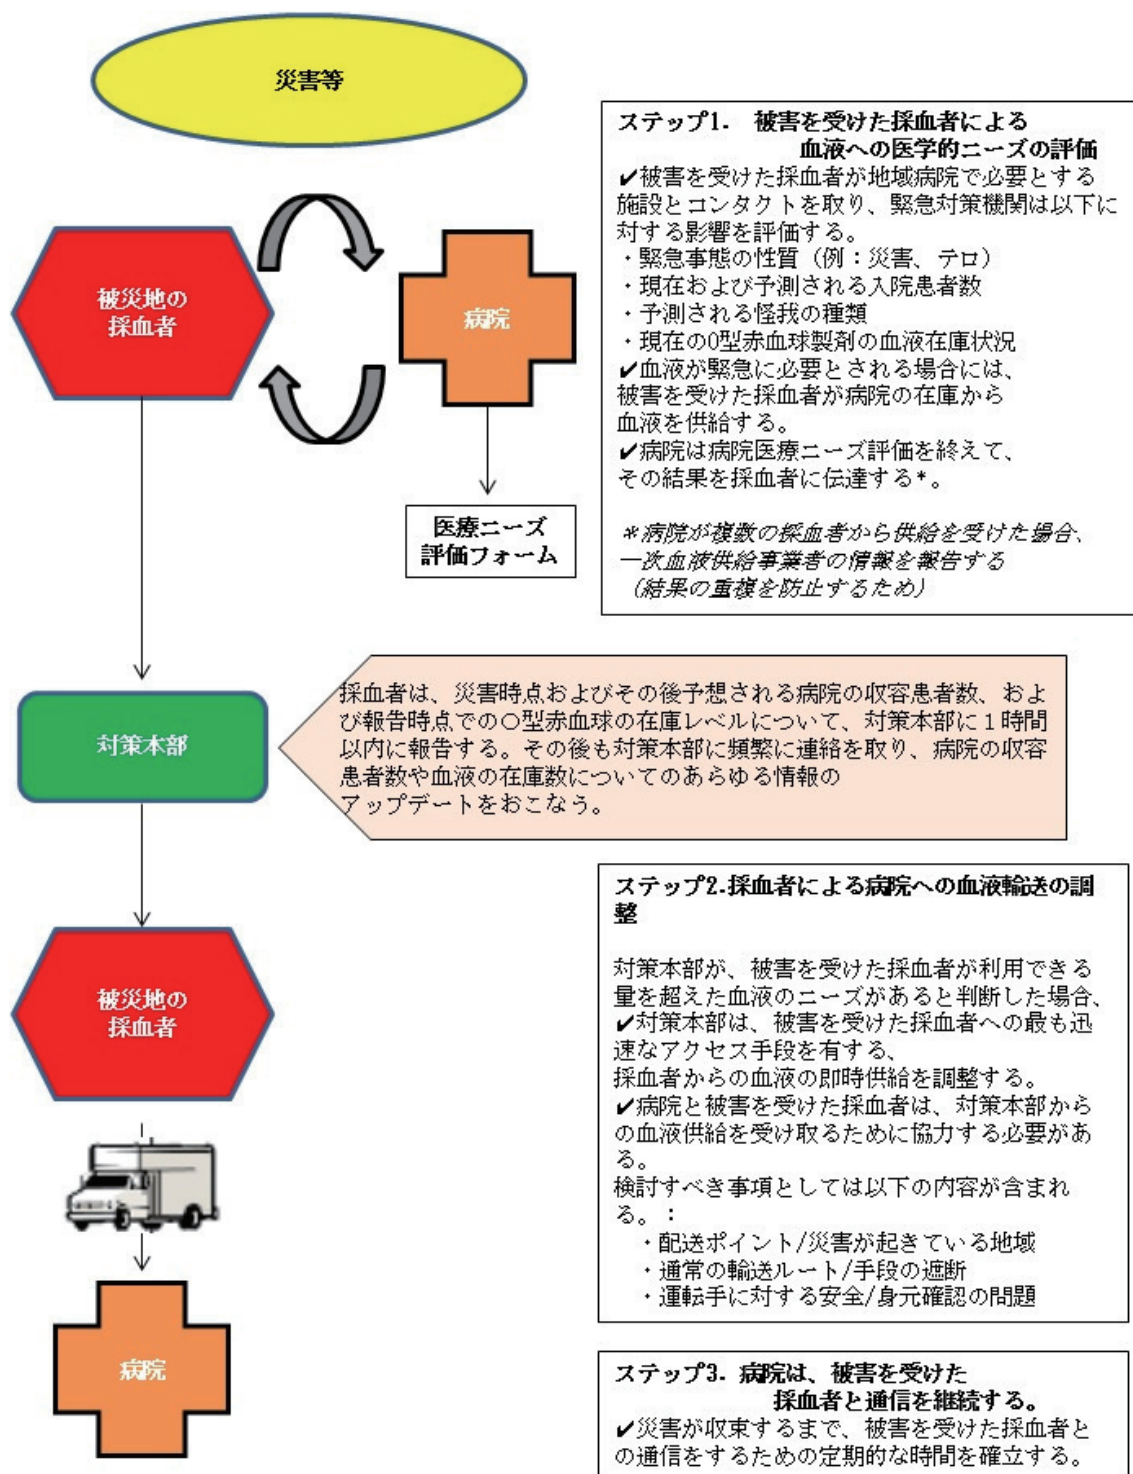 災害等
ステップ1. 被害を受けた採血者による
血液への医学的ニーズの評価
✔被害を受けた採血者が地域病院で必要とする
施設とコンタクトを取り、緊急対策機関は以下に
対する影響を評価する。
・緊急事態の性質（例：災害、テロ）
・現在および予測される入院患者数
・予測される怪我の種類
・現在のO型赤血球製剤の血液在庫状況
✔血液が緊急に必要とされる場合には、
被害を受けた採血者が病院の在庫から
血液を供給する。
✔病院は病院医療ニーズ評価を終えて、
その結果を採血者に伝達する*。
*病院が複数の採血者から供給を受けた場合、
一次血液供給事業者の情報を報告する
（結果の重複を防止するため）
被災地の
採血者
病院
医療ニーズ
評価フォーム
対策本部
採血者は、災害時点およびその後予想される病院の収容患者数、およ
び報告時点での○型赤血球の在庫レベルについて、対策本部に１時間
以内に報告する。その後も対策本部に頻繁に連絡を取り、病院の収容
患者数や血液の在庫数についてのあらゆる情報の
アップデートをおこなう。
被災地の
採血者
ステップ2.採血者による病院への血液輸送の調
整
対策本部が、被害を受けた採血者が利用できる
量を超えた血液のニーズがあると判断した場合、
✔対策本部は、被害を受けた採血者への最も迅
速なアクセス手段を有する、
採血者からの血液の即時供給を調整する。
✔病院と被害を受けた採血者は、対策本部から
の血液供給を受け取るために協力する必要があ
る。
検討すべき事項としては以下の内容が含まれ
る。：
・配送ポイント/災害が起きている地域
・通常の輸送ルート/手段の遮断
・運転手に対する安全/身元確認の問題
病院
ステップ3. 病院は、被害を受けた
採血者と通信を継続する。
✔災害が収束するまで、被害を受けた採血者と
の通信をするための定期的な時間を確立する。